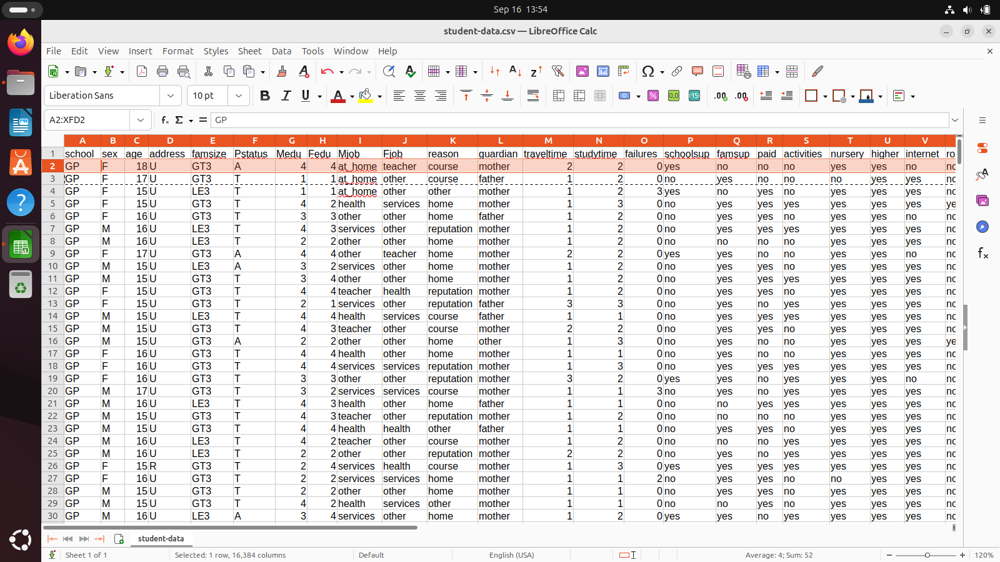 Sep 16 13:54
student-data.csv — LibreOffice Calc
File Edit View Insert Format Styles Sheet Data Tools Window Help
Liberation Sans 10 pt
A2:XFD2 GP
A B C D E F G H I J K L M N O P Q R S T U V
1 school sex age address famsize Pstatus Medu Fedu Mjob Fjob reason guardian traveltime studytime failures schoolsup famsup paid activities nursery higher internet ro
2 GP F 18 U GT3 A 4 4 at_home teacher course mother 2 2 0 yes no no no yes yes no no
3 GP F 17 U GT3 T 1 1 at_home other course father 1 2 0 no yes no no no yes yes no
4 GP F 15 U LE3 T 1 1 at_home other other mother 1 2 3 yes no yes no yes yes yes no
5 GP F 15 U GT3 T 4 2 health services home mother 1 3 0 no yes yes yes yes yes yes ye
6 GP F 16 U GT3 T 3 3 other other home father 1 2 0 no yes yes no yes yes no no
7 GP M 16 U LE3 T 4 3 services other reputation mother 1 2 0 no yes yes yes yes yes yes no
8 GP M 16 U LE3 T 2 2 other other home mother 1 2 0 no no no no yes yes yes no
9 GP F 17 U GT3 A 4 4 other teacher home mother 2 2 0 yes yes no no yes yes no no
10 GP M 15 U LE3 A 3 2 services other home mother 1 2 0 no yes yes no yes yes yes no
11 GP M 15 U GT3 T 3 4 other other home mother 1 2 0 no yes yes yes yes yes yes no
12 GP F 15 U GT3 T 4 4 teacher health reputation mother 1 2 0 no yes yes no yes yes yes no
13 GP F 15 U GT3 T 2 1 services other reputation father 3 3 0 no yes no yes yes yes yes no
14 GP M 15 U LE3 T 4 4 health services course father 1 1 0 no yes yes yes yes yes yes no
15 GP M 15 U GT3 T 4 3 teacher other course mother 2 2 0 no yes yes no yes yes yes no
16 GP M 15 U GT3 A 2 2 other other home other 1 3 0 no yes no no yes yes yes ye
17 GP F 16 U GT3 T 4 4 health other home mother 1 1 0 no yes no no yes yes yes no
18 GP F 16 U GT3 T 4 4 services services reputation mother 1 3 0 no yes yes yes yes yes yes no
19 GP F 16 U GT3 T 3 3 other other reputation mother 3 2 0 yes yes no yes yes yes no no
20 GP M 17 U GT3 T 3 2 services services course mother 1 1 3 no yes no yes yes yes yes no
21 GP M 16 U LE3 T 4 3 health other home father 1 1 0 no no yes yes yes yes yes no
22 GP M 15 U GT3 T 4 3 teacher other reputation mother 1 2 0 no no no no yes yes yes no
23 GP M 15 U GT3 T 4 4 health health other father 1 1 0 no yes yes no yes yes yes no
24 GP M 16 U LE3 T 4 2 teacher other course mother 1 2 0 no no no yes yes yes yes no
25 GP M 16 U LE3 T 2 2 other other reputation mother 2 2 0 no yes no yes yes yes yes no
26 GP F 15 R GT3 T 2 4 services health course mother 1 3 0 yes yes yes yes yes yes yes no
27 GP F 16 U GT3 T 2 2 services services home mother 1 1 2 no yes yes no no yes yes no
28 GP M 15 U GT3 T 2 2 other other home mother 1 1 0 no yes yes no yes yes yes no
29 GP M 15 U GT3 T 4 2 health services other mother 1 1 0 no no yes no yes yes yes no
30 GP M 16 U LE3 A 3 4 services other home mother 1 2 0 yes yes no yes yes yes yes no
student-data
Sheet 1 of 1 Selected: 1 row, 16,384 columns Default English (USA) Average: 4; Sum: 52 120%